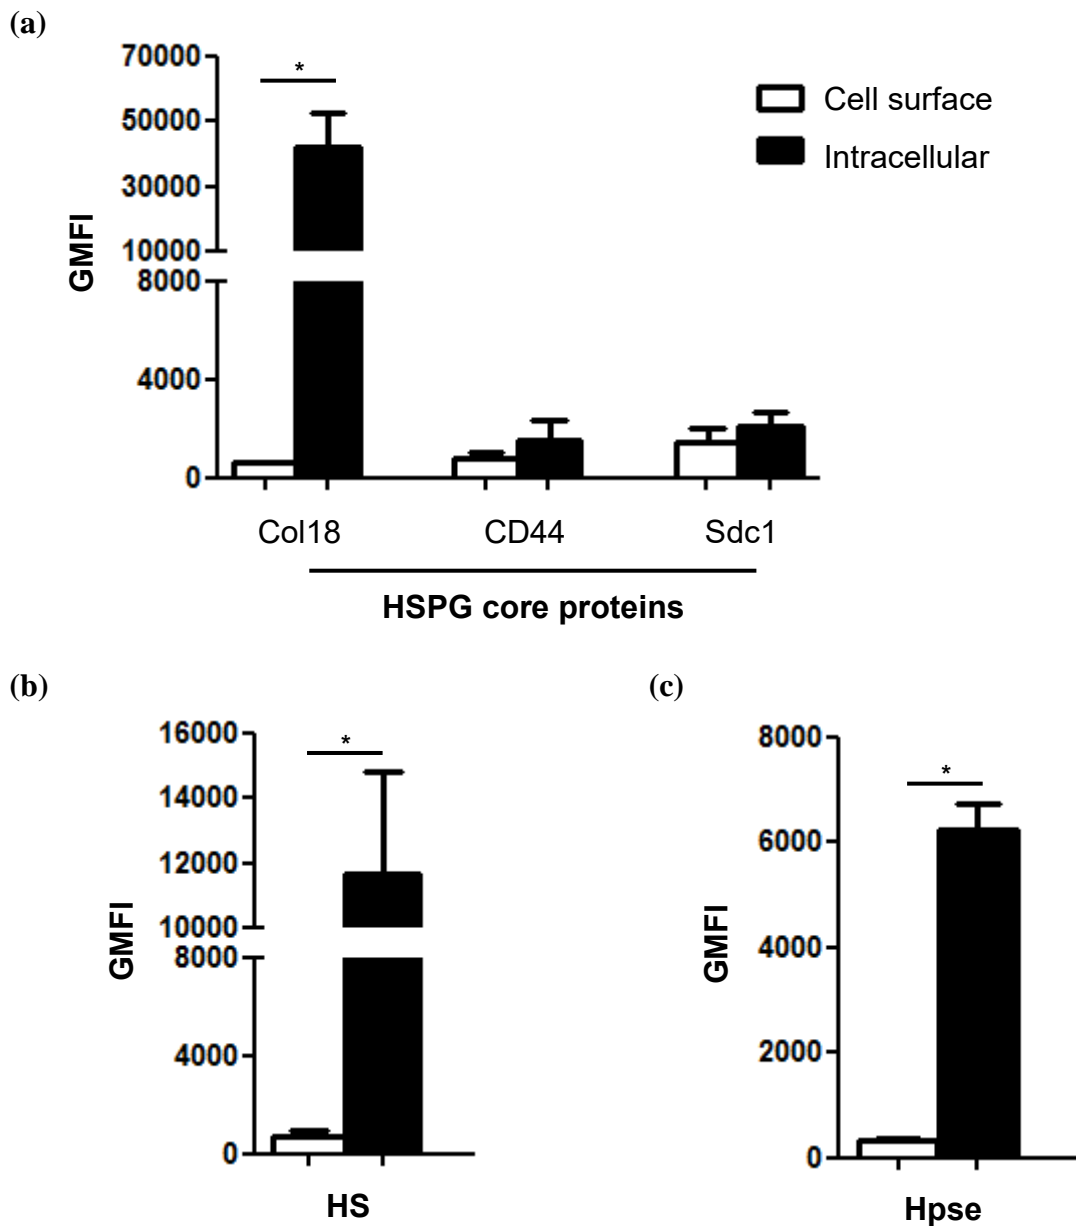 (a)
70000
50000
30000
10000
8000
4000
0
GMFI
*
Cell surface
Intracellular
Col18 CD44 Sdc1
HSPG core proteins
(b)
16000
14000
12000
10000
8000
4000
0
GMFI
*
HS
(c)
8000
6000
4000
2000
0
GMFI
*
Hpse